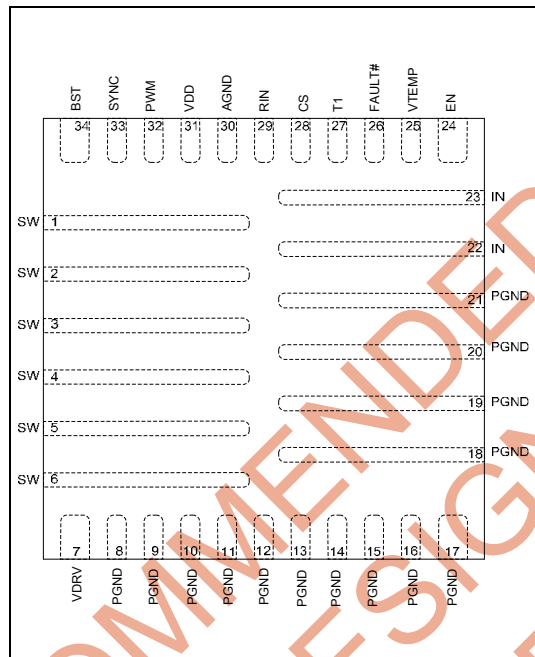 BST SYNC PWM VDD AGND RIN CS T1 FAULT# VTEMP EN
34 33 32 31 30 29 28 27 26 25 24
23 IN
SW 1
22 IN
SW 2
21 PGND
SW 3
20 PGND
SW 4
19 PGND
SW 5
18 PGND
SW 6
7 8 9 10 11 12 13 14 15 16 17
VDRV PGND PGND PGND PGND PGND PGND PGND PGND PGND PGND